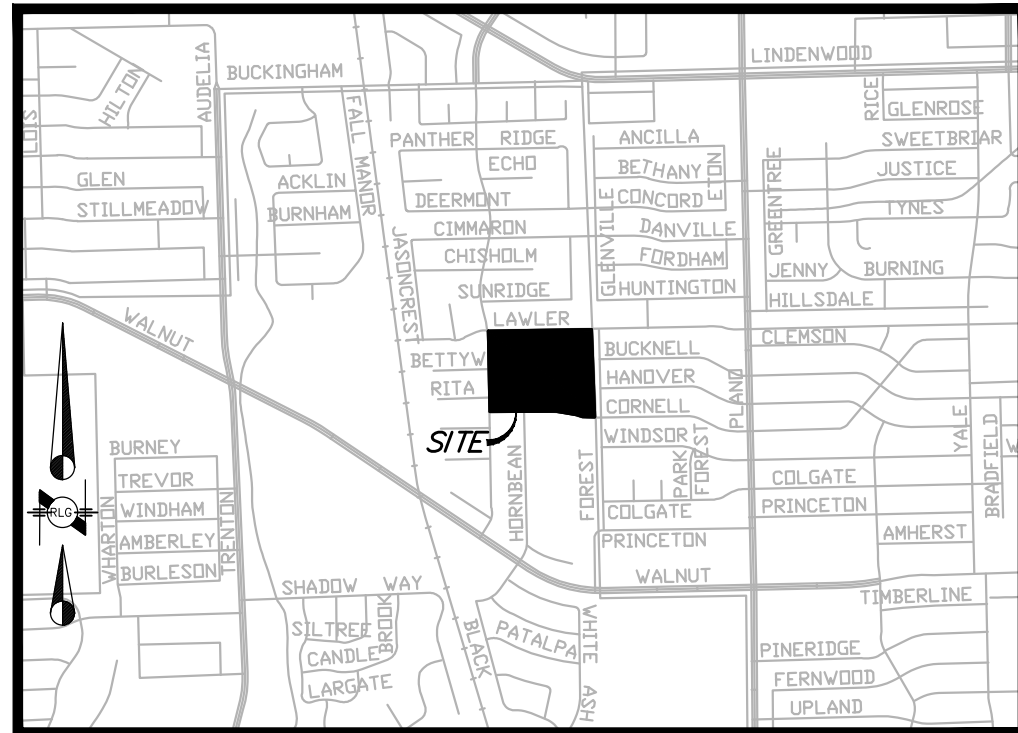 LINDENWOOD
AUDELIA
BUCKINGHAM
HILTON
RICE
GLENROSE
FALL MANOR
LOIS
PANTHER RIDGE
ANCILLA
SWEETBRIAR
ECHO
BETHANY
ETON
GREENTREE
JUSTICE
GLEN
ACKLIN
DEERMONT
CONCORD
STILLMEADOW
BURNHAM
TYNES
CIMMARON
GLENVILLE
DANVILLE
JASONCREST
CHISHOLM
FORDHAM
JENNY
BURNING
SUNRIDGE
HUNTINGTON
HILLSDALE
WALNUT
LAWLER
CLEMSON
BETTYW
BUCKNELL
RITA
HANOVER
PLANO
CORNELL
SITE
WINDSOR
YALE
BURNEY
PARK FOREST
BRADFIELD
W
TREVOR
COLGATE
WHARTON
WINDHAM
TRENTON
HORNBEAN
FOREST
COLGATE
PRINCETON
RLG
AMBERLEY
PRINCETON
AMHERST
BURLESON
WALNUT
SHADOW WAY
TIMBERLINE
SILTREE
BROOK
BLACK
PATALPA
WHITE ASH
CANDLE
PINERIDGE
LARGATE
FERNWOOD
UPLAND